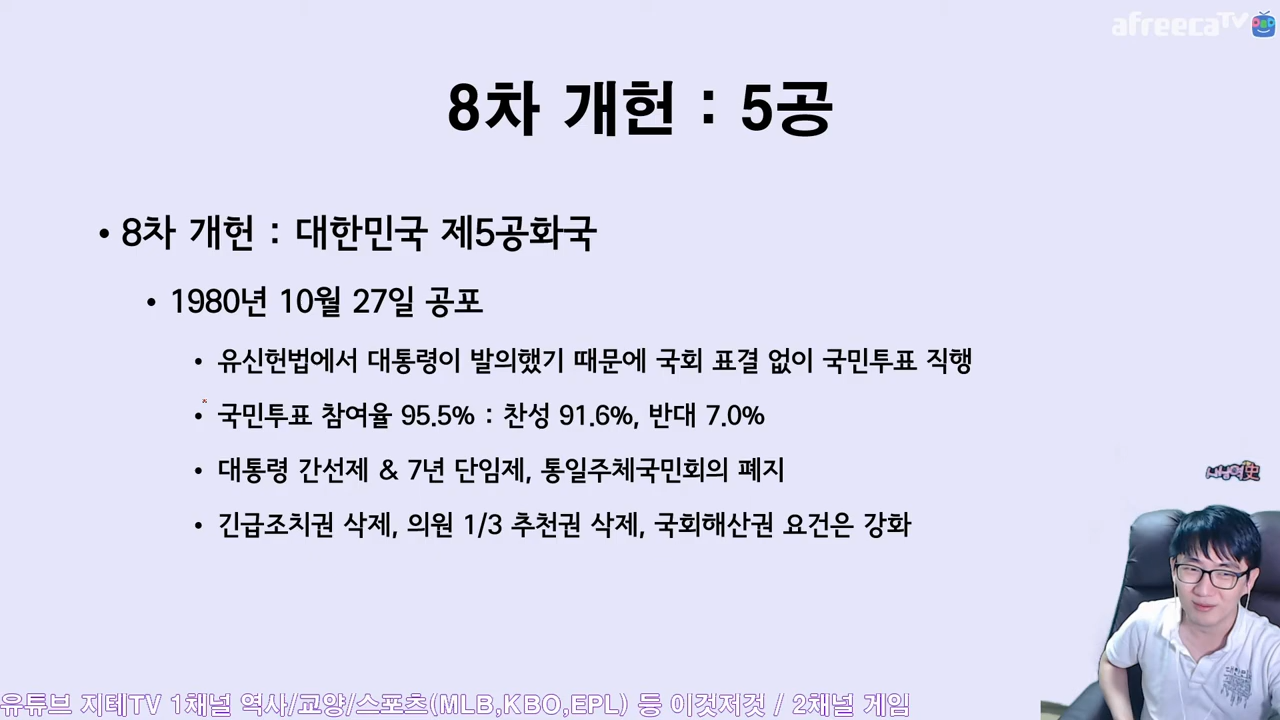 afreecaTV
8차 개헌 : 5공
• 8차 개헌 : 대한민국 제5공화국
• 1980년 10월 27일 공포
• 유신헌법에서 대통령이 발의했기 때문에 국회 표결 없이 국민투표 직행
• 국민투표 참여율 95.5% : 찬성 91.6%, 반대 7.0%
• 대통령 간선제 & 7년 단임제, 통일주체국민회의 폐지
• 긴급조치권 삭제, 의원 1/3 추천권 삭제, 국회해산권 요건은 강화
유튜브 지테TV 1채널 역사/교양/스포츠(MLB,KBO,EPL) 등 이것저것 / 2채널 게임